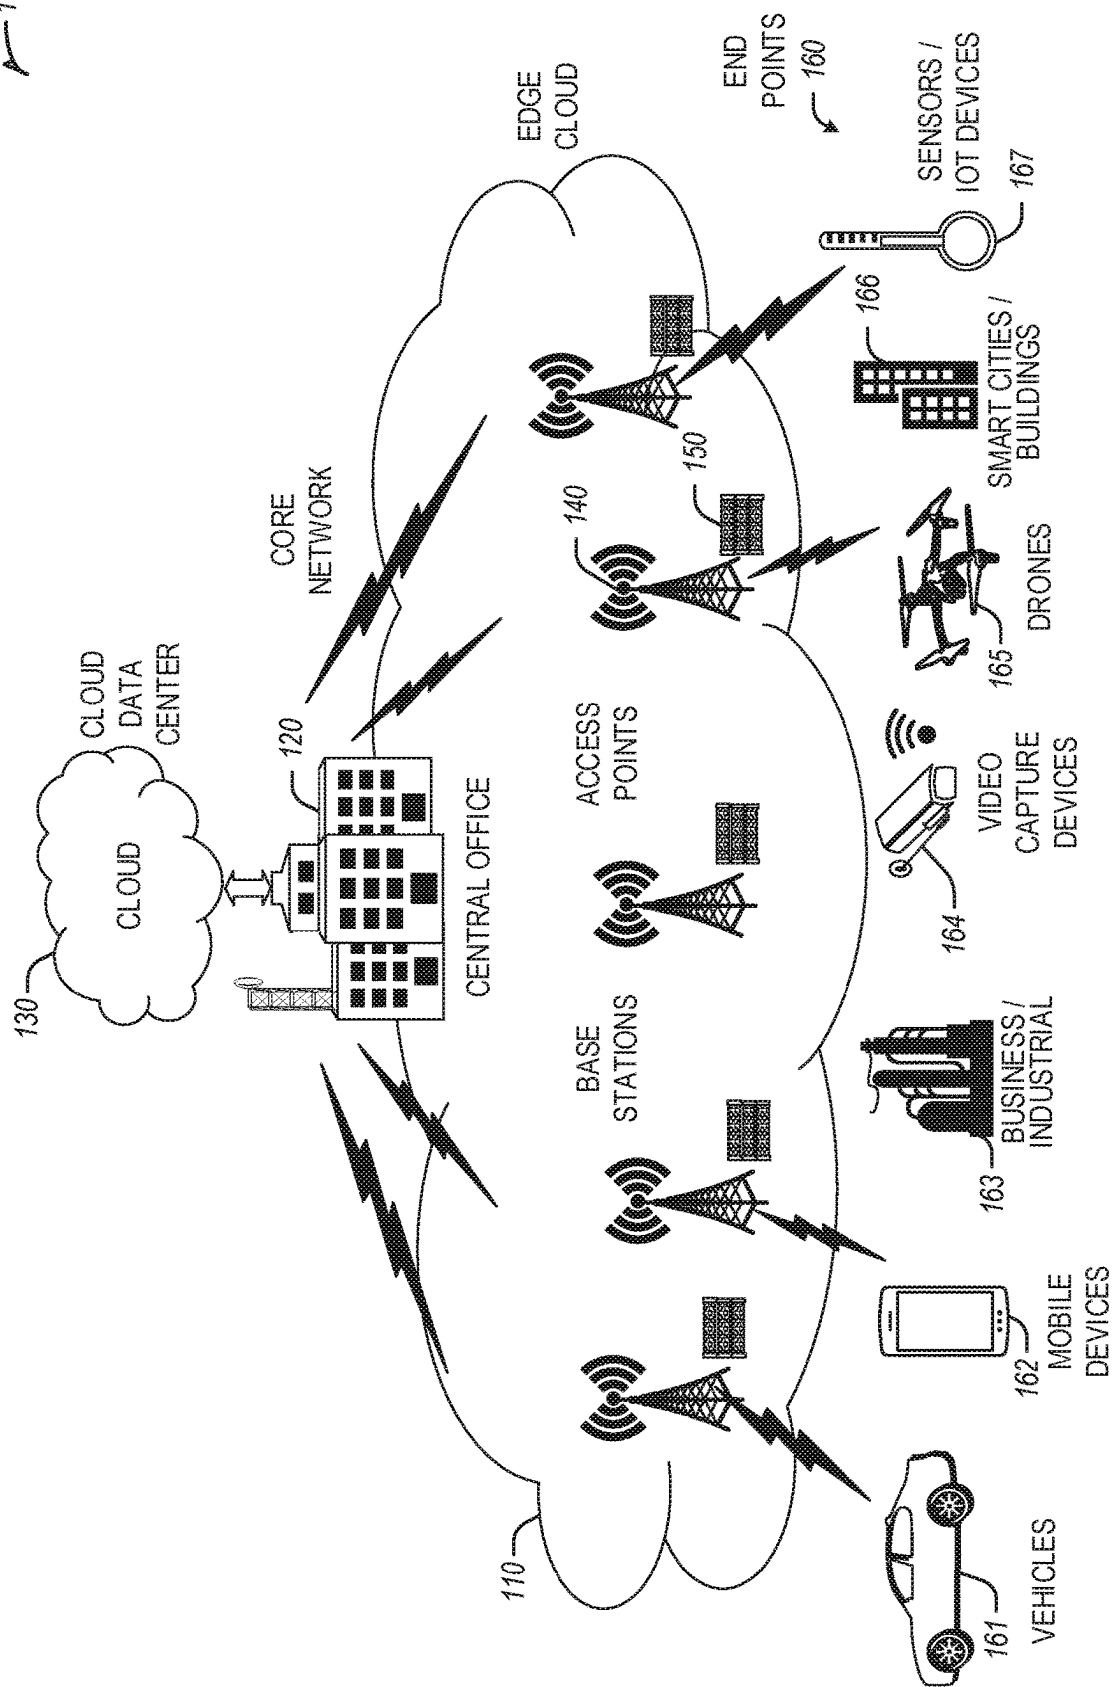 130
CLOUD
CLOUD
DATA
CENTER
120
CORE
NETWORK
CENTRAL OFFICE
EDGE
CLOUD
110
BASE
STATIONS
ACCESS
POINTS
140
150
END
POINTS
160
161
VEHICLES
162
MOBILE
DEVICES
163
BUSINESS /
INDUSTRIAL
164
VIDEO
CAPTURE
DEVICES
165
DRONES
166
SMART CITIES /
BUILDINGS
SENSORS /
IOT DEVICES
167